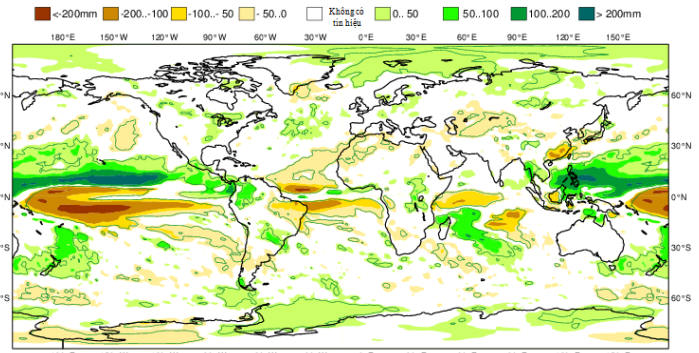 <-200mm -200..-100 -100..- 50 - 50..0 Không có 0.. 50 50..100 100..200 > 200mm
tín hiệu
180°E 150°W 120°W 90°W 60°W 30°W 0°E 30°E 60°E 90°E 120°E 150°E
°N 60°N
°N 30°N
°N 0°N
°S 30°S
°S 60°S